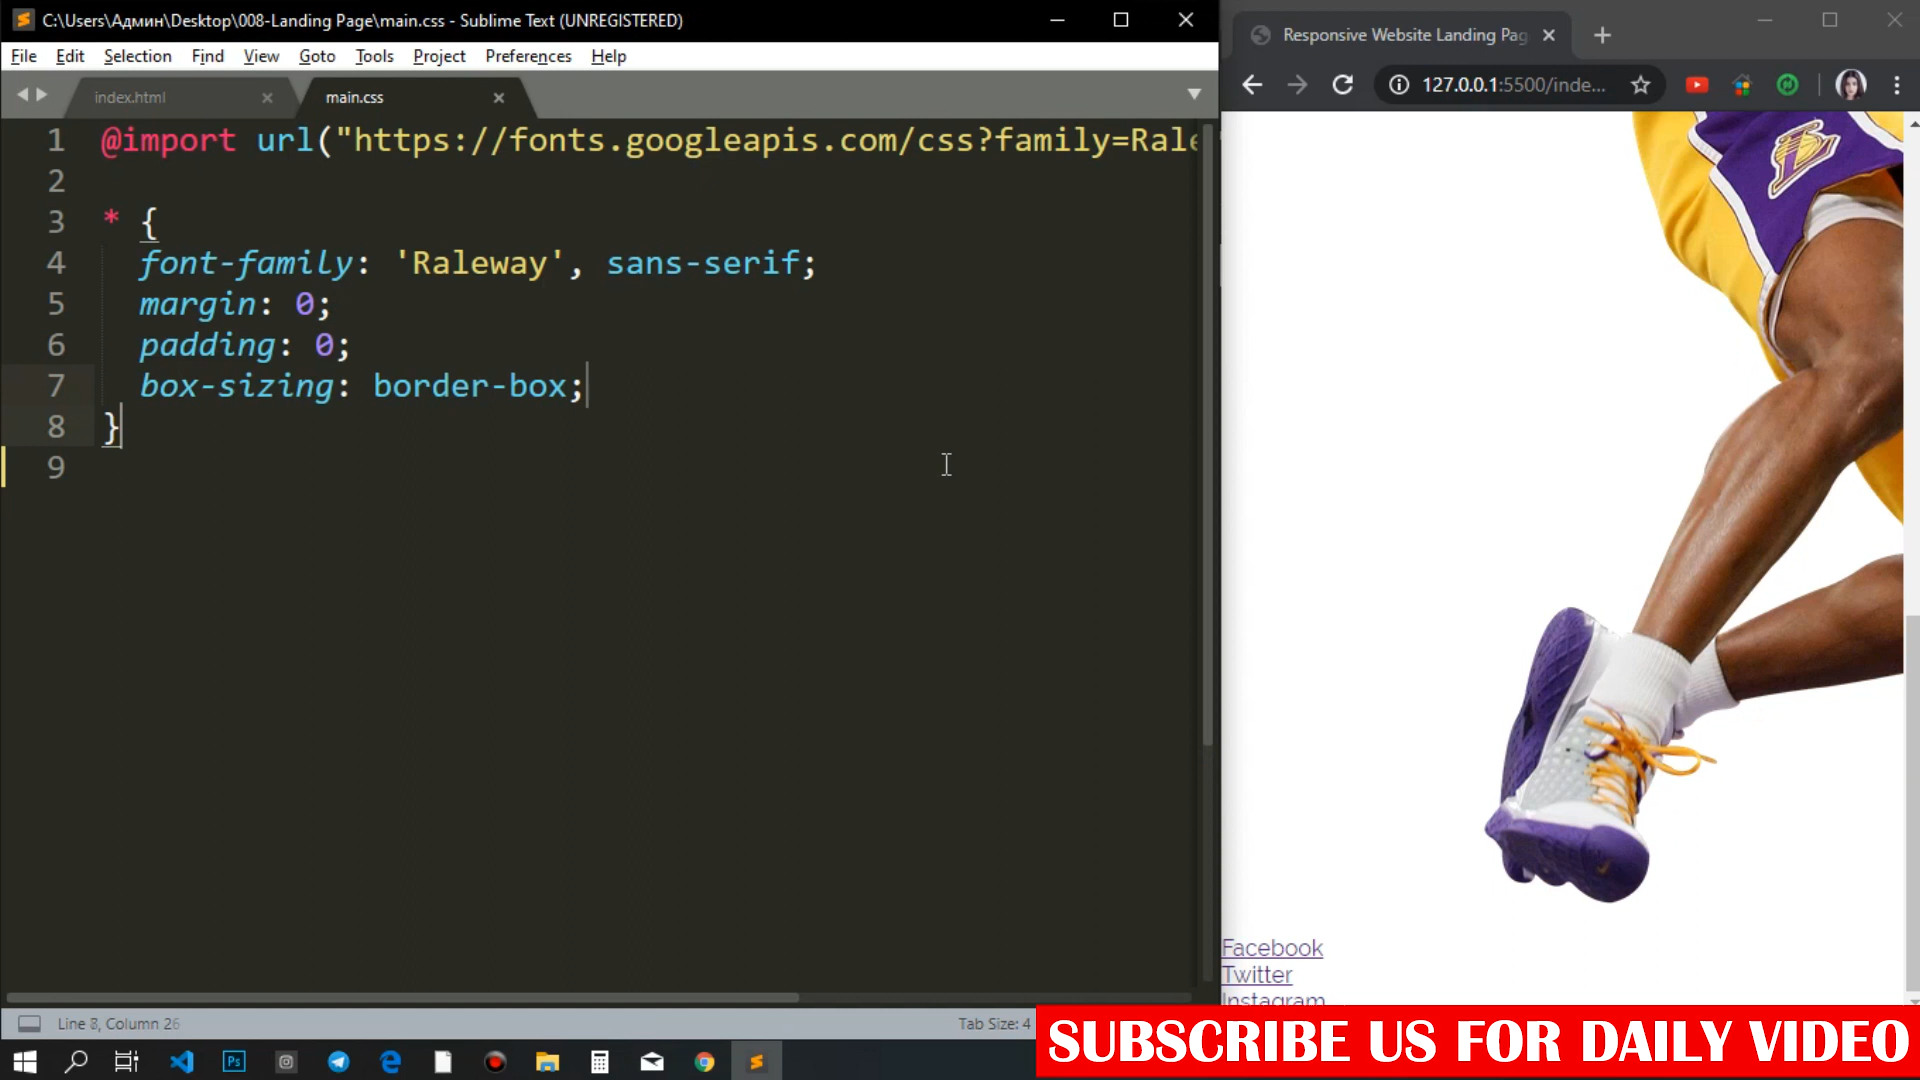 C:\Users\Админ\Desktop\008-Landing Page\main.css - Sublime Text (UNREGISTERED)
File Edit Selection Find View Goto Tools Project Preferences Help
index.html main.css
1 @import url("https://fonts.googleapis.com/css?family=Rale
2
3 * {
4 font-family: 'Raleway', sans-serif;
5 margin: 0;
6 padding: 0;
7 box-sizing: border-box;
8 }
9
Line 8, Column 26
Tab Size: 4
Responsive Website Landing Pag
127.0.0.1:5500/inde...
Facebook
Twitter
Instagram
SUBSCRIBE US FOR DAILY VIDEO